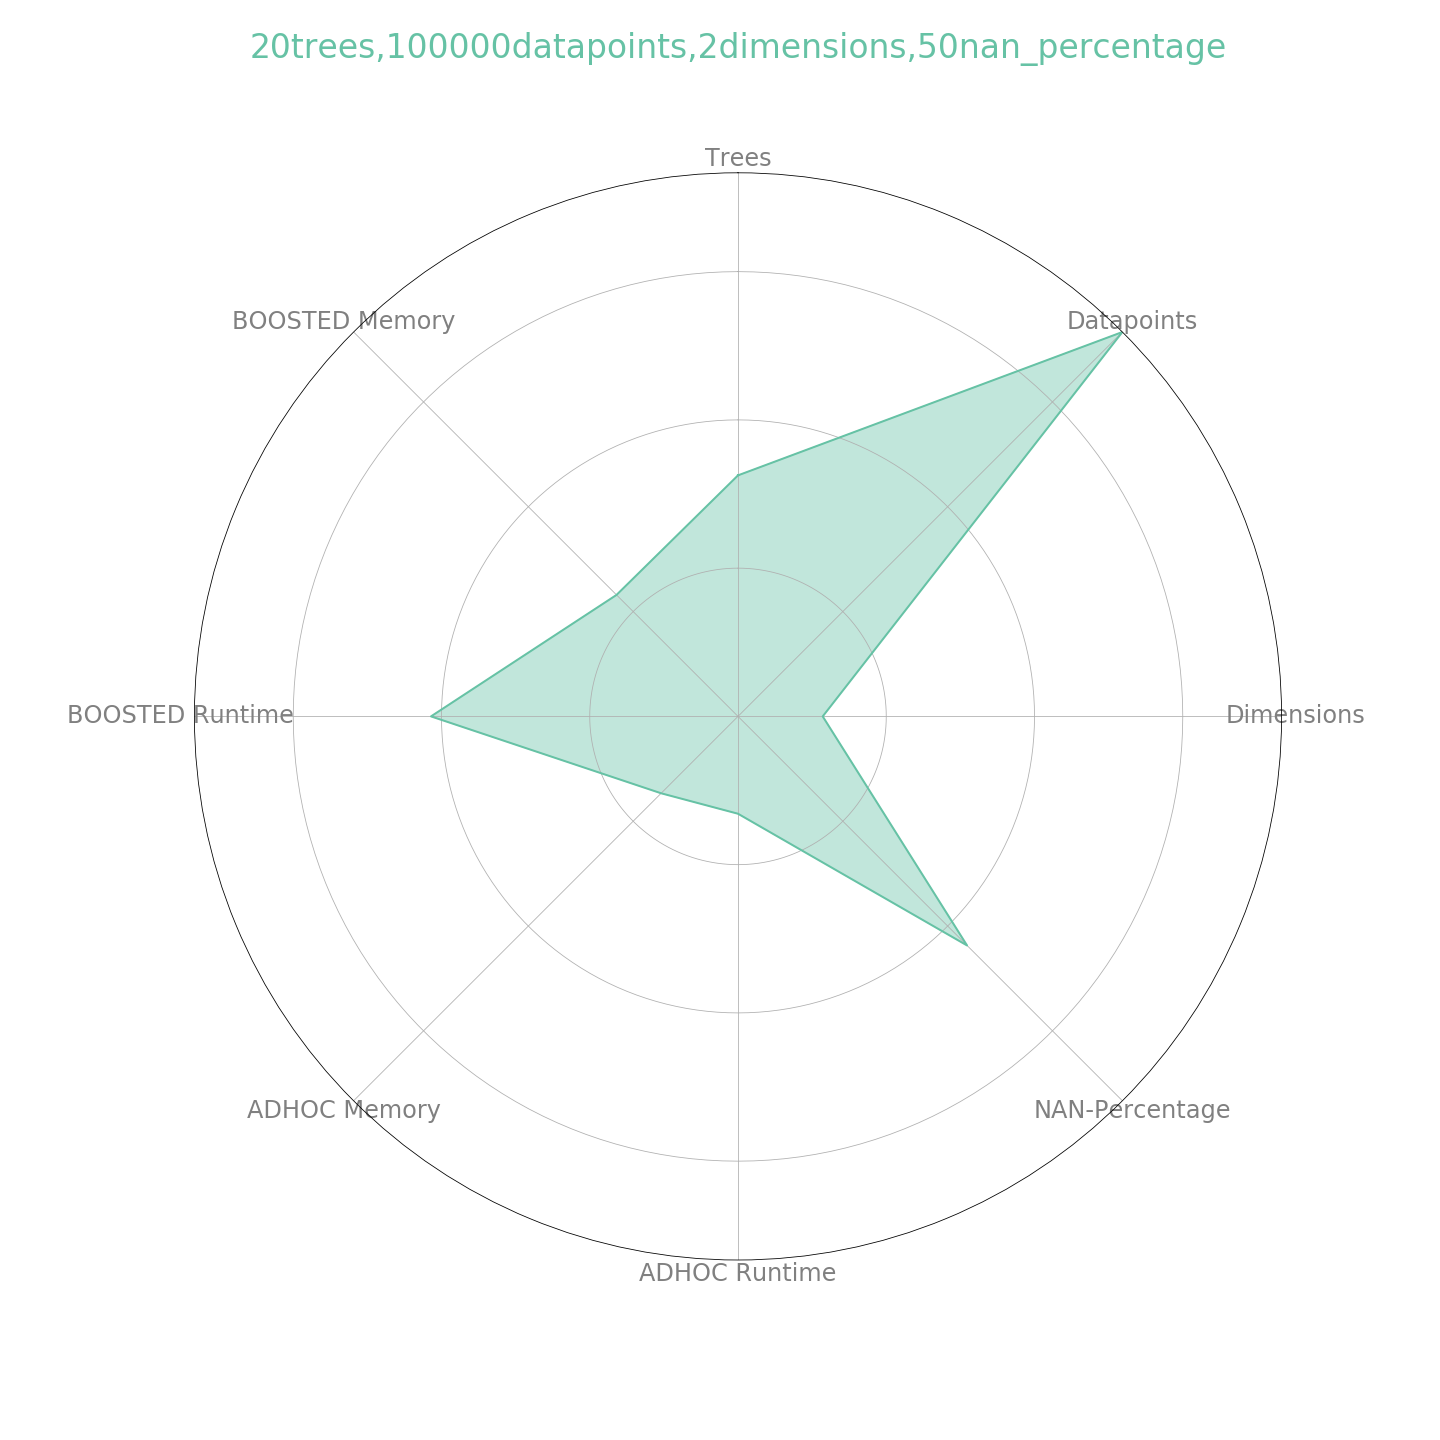 20trees,100000datapoints,2dimensions,50nan_percentage
Trees
BOOSTED Memory
Datapoints
BOOSTED Runtime
Dimensions
ADHOC Memory
NAN-Percentage
ADHOC Runtime